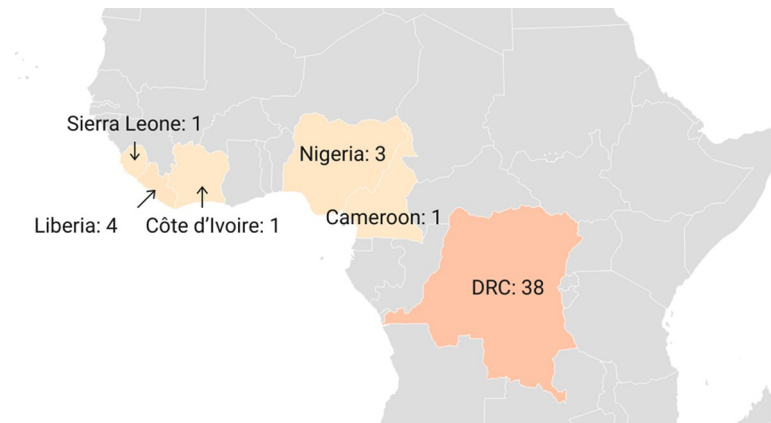 Sierra Leone: 1
Nigeria: 3
Liberia: 4
Côte d’Ivoire: 1
Cameroon: 1
DRC: 38